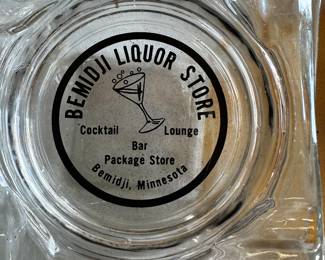 BEMIDJI LIQUOR STORE
Cocktail Lounge
Bar
Package Store
Bemidji, Minnesota